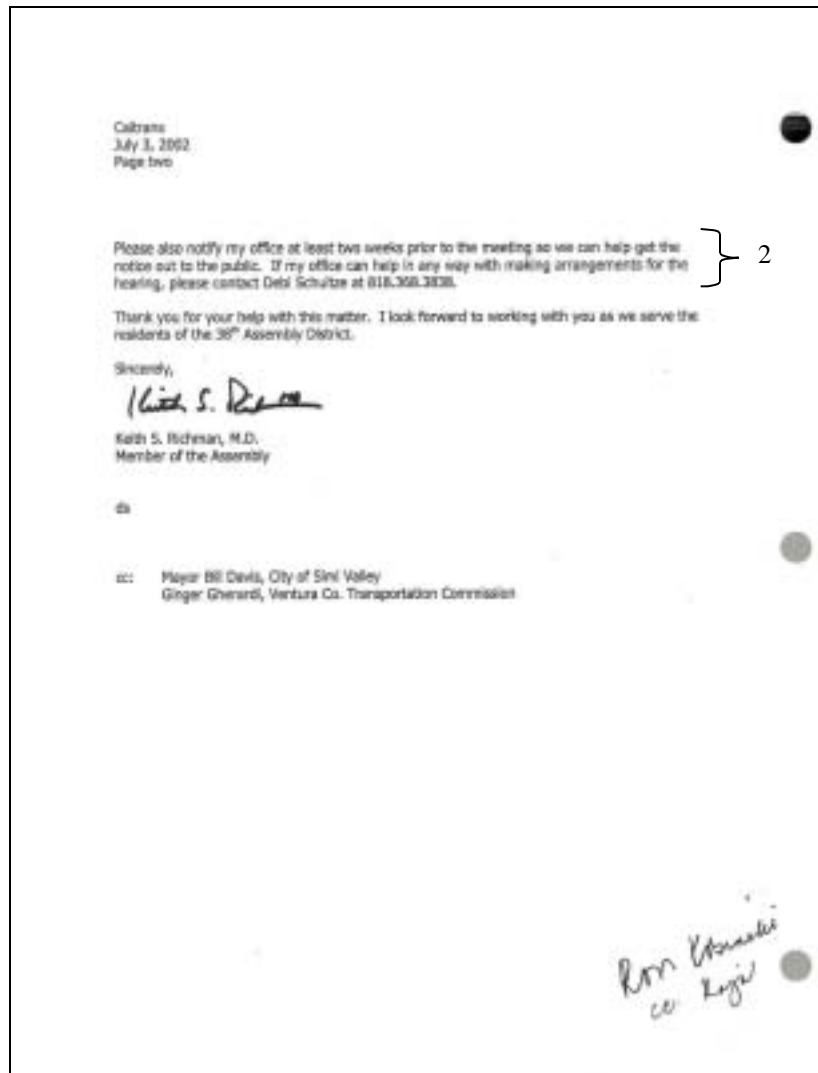 Caltrans
July 3, 2002
Page two
Please also notify my office at least two weeks prior to the meeting so we can help get the
notice out to the public. If my office can help in any way with making arrangements for the
hearing, please contact Debi Schultze at 818.368.3838.
2
Thank you for your help with this matter. I look forward to working with you as we serve the
residents of the 38th Assembly District.
Sincerely,
Keith S. Richman, M.D.
Member of the Assembly
ds
cc: Mayor Bill Davis, City of Simi Valley
Ginger Gherardi, Ventura Co. Transportation Commission
Ron
cc